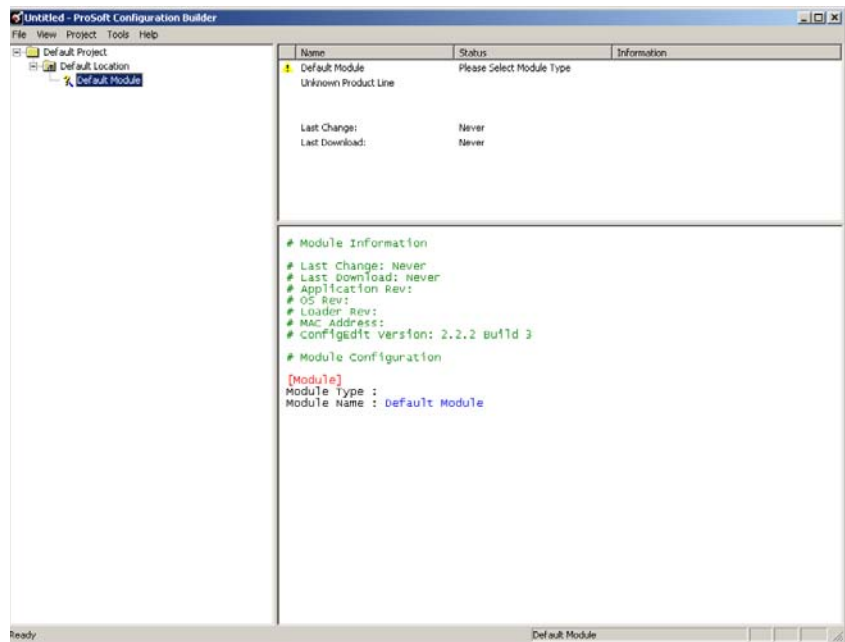 Untitled - ProSoft Configuration Builder
File View Project Tools Help
Default Project
Default Location
Default Module
Name Status Information
Default Module Please Select Module Type
Unknown Product Line
Last Change: Never
Last Download: Never
# Module Information
# Last Change: Never
# Last Download: Never
# Application Rev:
# OS Rev:
# Loader Rev:
# MAC Address:
# ConfigEdit Version: 2.2.2 Build 3
# Module Configuration
[Module]
Module Type :
Module Name : Default Module
Ready Default Module